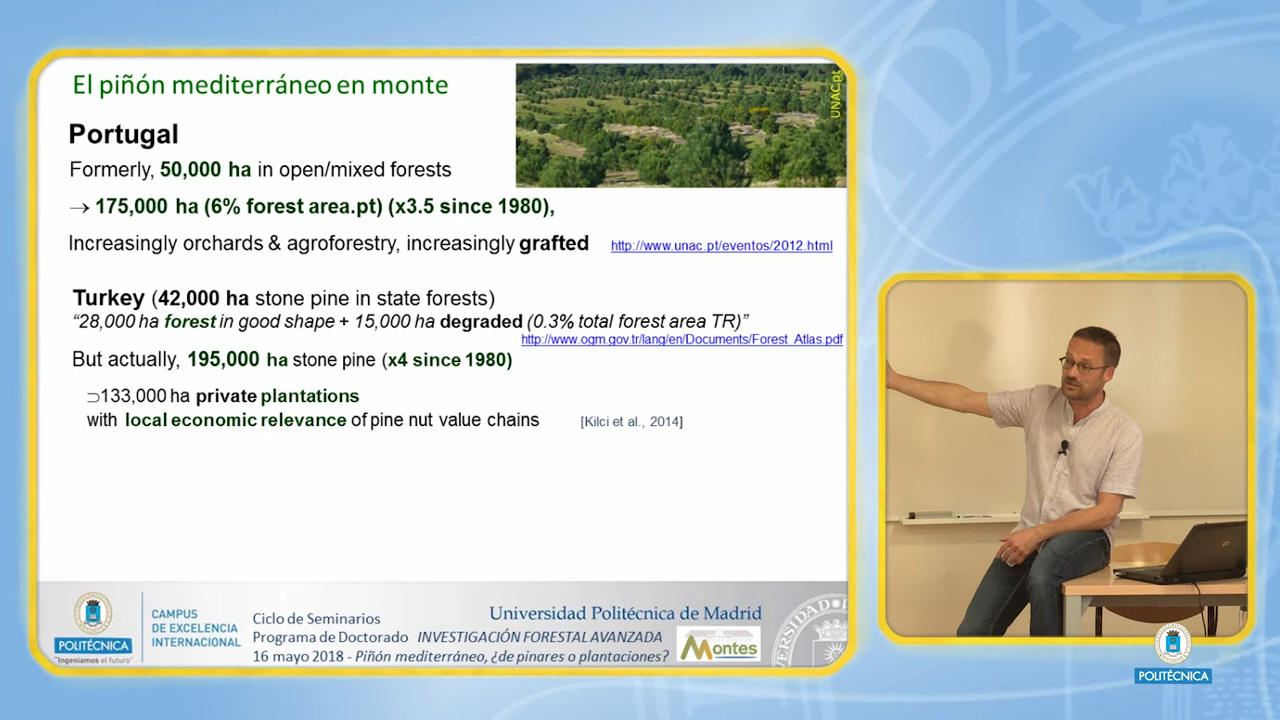 El piñón mediterráneo en monte
UNAC.pt
Portugal
Formerly, 50,000 ha in open/mixed forests
→ 175,000 ha (6% forest area.pt) (x3.5 since 1980),
Increasingly orchards & agroforestry, increasingly grafted
http://www.unac.pt/eventos/2012.html
Turkey (42,000 ha stone pine in state forests)
“28,000 ha forest in good shape + 15,000 ha degraded (0.3% total forest area TR)”
http://www.ogm.gov.tr/lang/en/Documents/Forest_Atlas.pdf
But actually, 195,000 ha stone pine (x4 since 1980)
⊃133,000 ha private plantations
with local economic relevance of pine nut value chains
[Kilci et al., 2014]
POLITÉCNICA
"Ingeniamos el futuro"
CAMPUS
DE EXCELENCIA
INTERNACIONAL
Ciclo de Seminarios
Programa de Doctorado INVESTIGACIÓN FORESTAL AVANZADA
16 mayo 2018 - Piñón mediterráneo, ¿de pinares o plantaciones?
Universidad Politécnica de Madrid
Montes
POLITÉCNICA